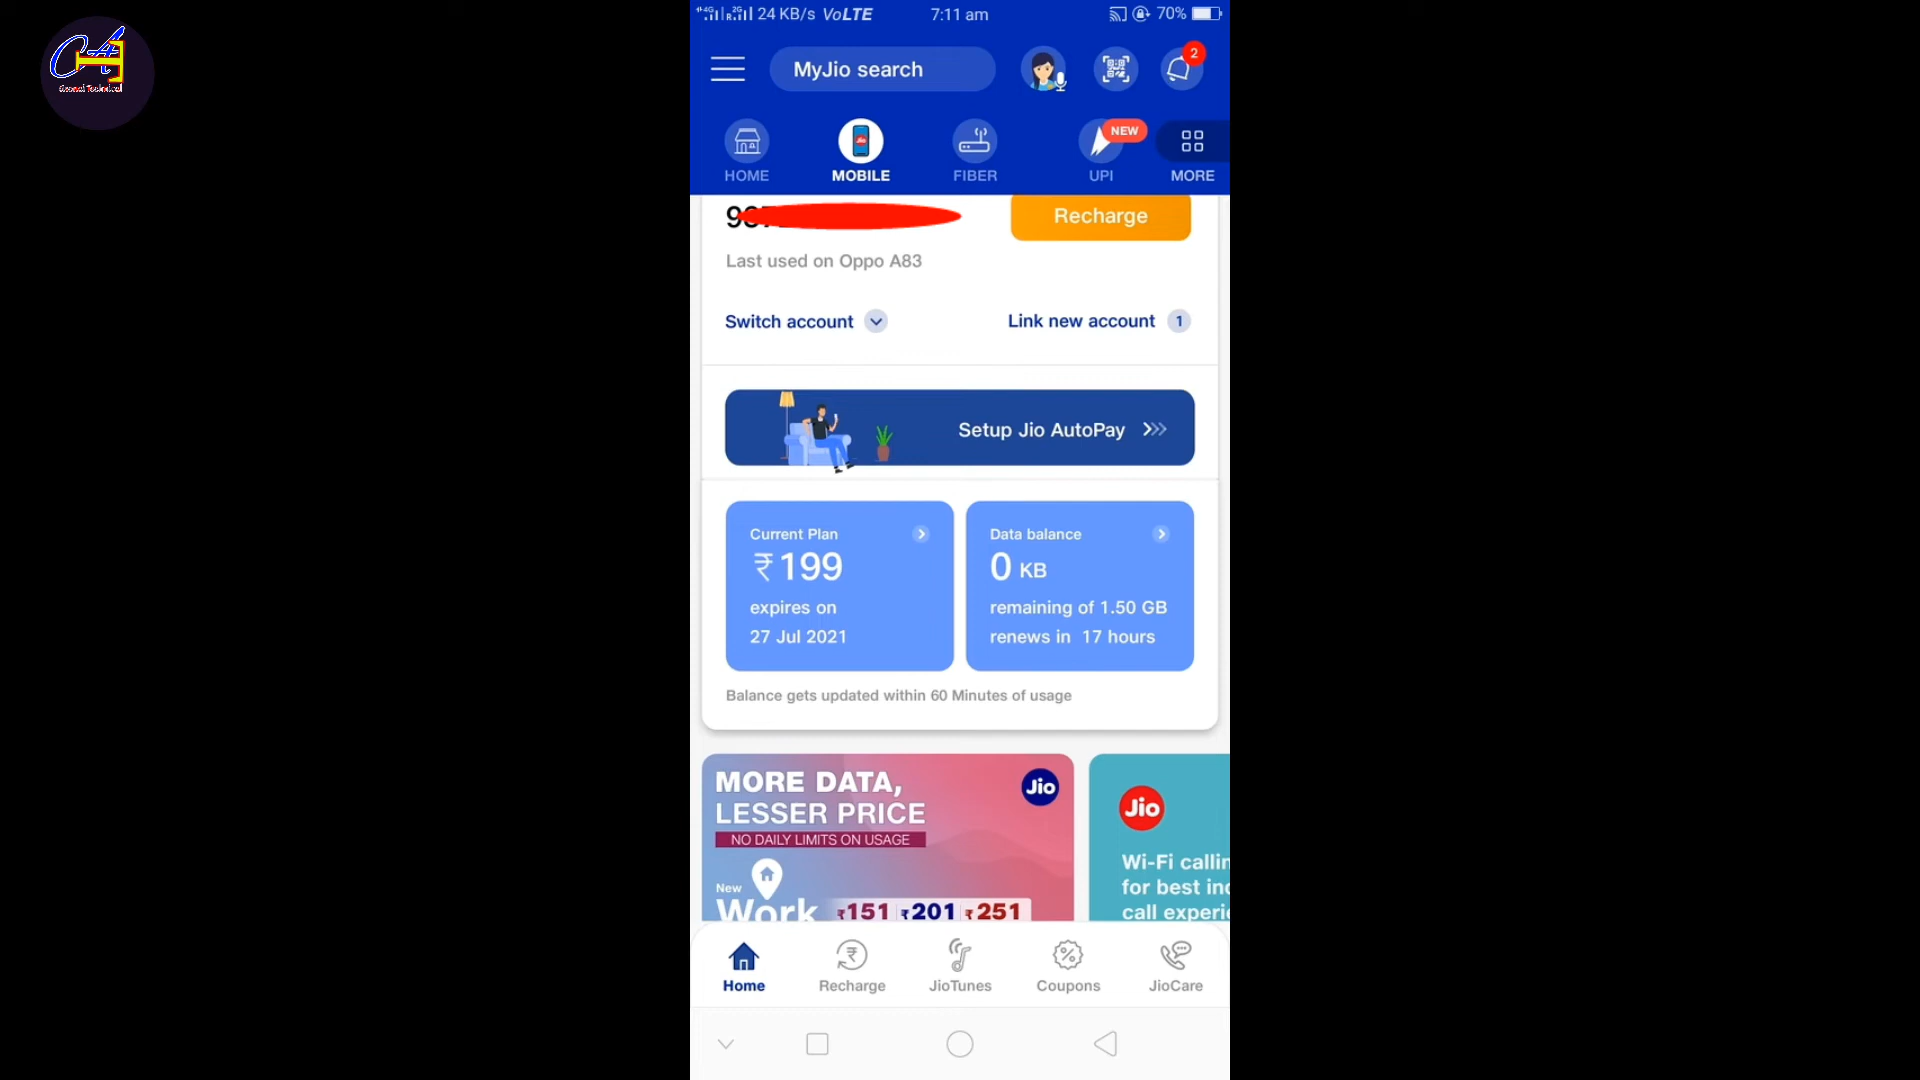 24 KB/s VoLTE 7:11 am 70%
MyJio search
2
NEW
HOME MOBILE FIBER UPI MORE
Recharge
Last used on Oppo A83
Switch account Link new account 1
Setup Jio AutoPay
Current Plan
₹199
expires on
27 Jul 2021
Data balance
0 KB
remaining of 1.50 GB
renews in 17 hours
Balance gets updated within 60 Minutes of usage
MORE DATA,
LESSER PRICE
NO DAILY LIMITS ON USAGE
Jio
New
Work ₹151 ₹201 ₹251
Jio
Wi-Fi callin
for best inc
call experie
Home Recharge JioTunes Coupons JioCare